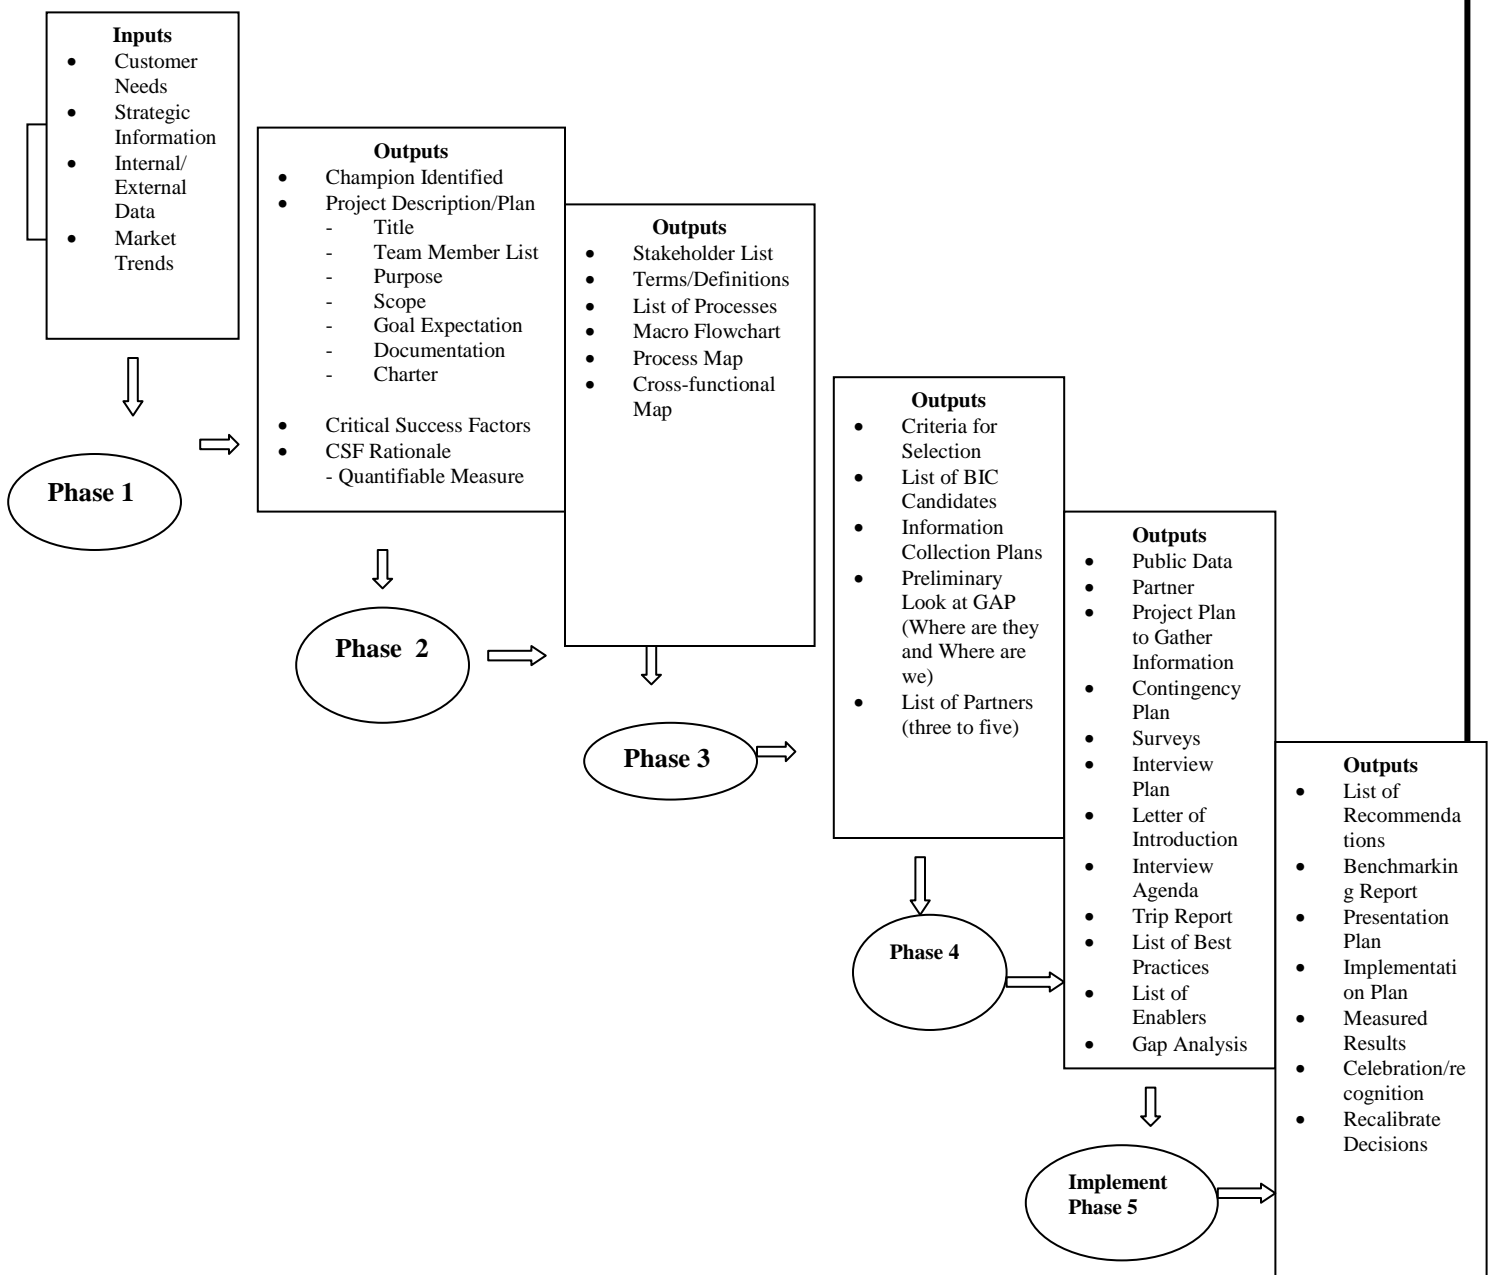 Inputs
• Customer
Needs
• Strategic
Information
• Internal/
External
Data
• Market
Trends
Phase 1
Outputs
• Champion Identified
• Project Description/Plan
- Title
- Team Member List
- Purpose
- Scope
- Goal Expectation
- Documentation
- Charter
• Critical Success Factors
• CSF Rationale
- Quantifiable Measure
Phase 2
Outputs
• Stakeholder List
• Terms/Definitions
• List of Processes
• Macro Flowchart
• Process Map
• Cross-functional
Map
Phase 3
Outputs
• Criteria for
Selection
• List of BIC
Candidates
• Information
Collection Plans
• Preliminary
Look at GAP
(Where are they
and Where are
we)
• List of Partners
(three to five)
Phase 4
Outputs
• Public Data
• Partner
• Project Plan
to Gather
Information
• Contingency
Plan
• Surveys
• Interview
Plan
• Letter of
Introduction
• Interview
Agenda
• Trip Report
• List of Best
Practices
• List of
Enablers
• Gap Analysis
Implement
Phase 5
Outputs
• List of
Recommenda
tions
• Benchmarkin
g Report
• Presentation
Plan
• Implementati
on Plan
• Measured
Results
• Celebration/re
cognition
• Recalibrate
Decisions